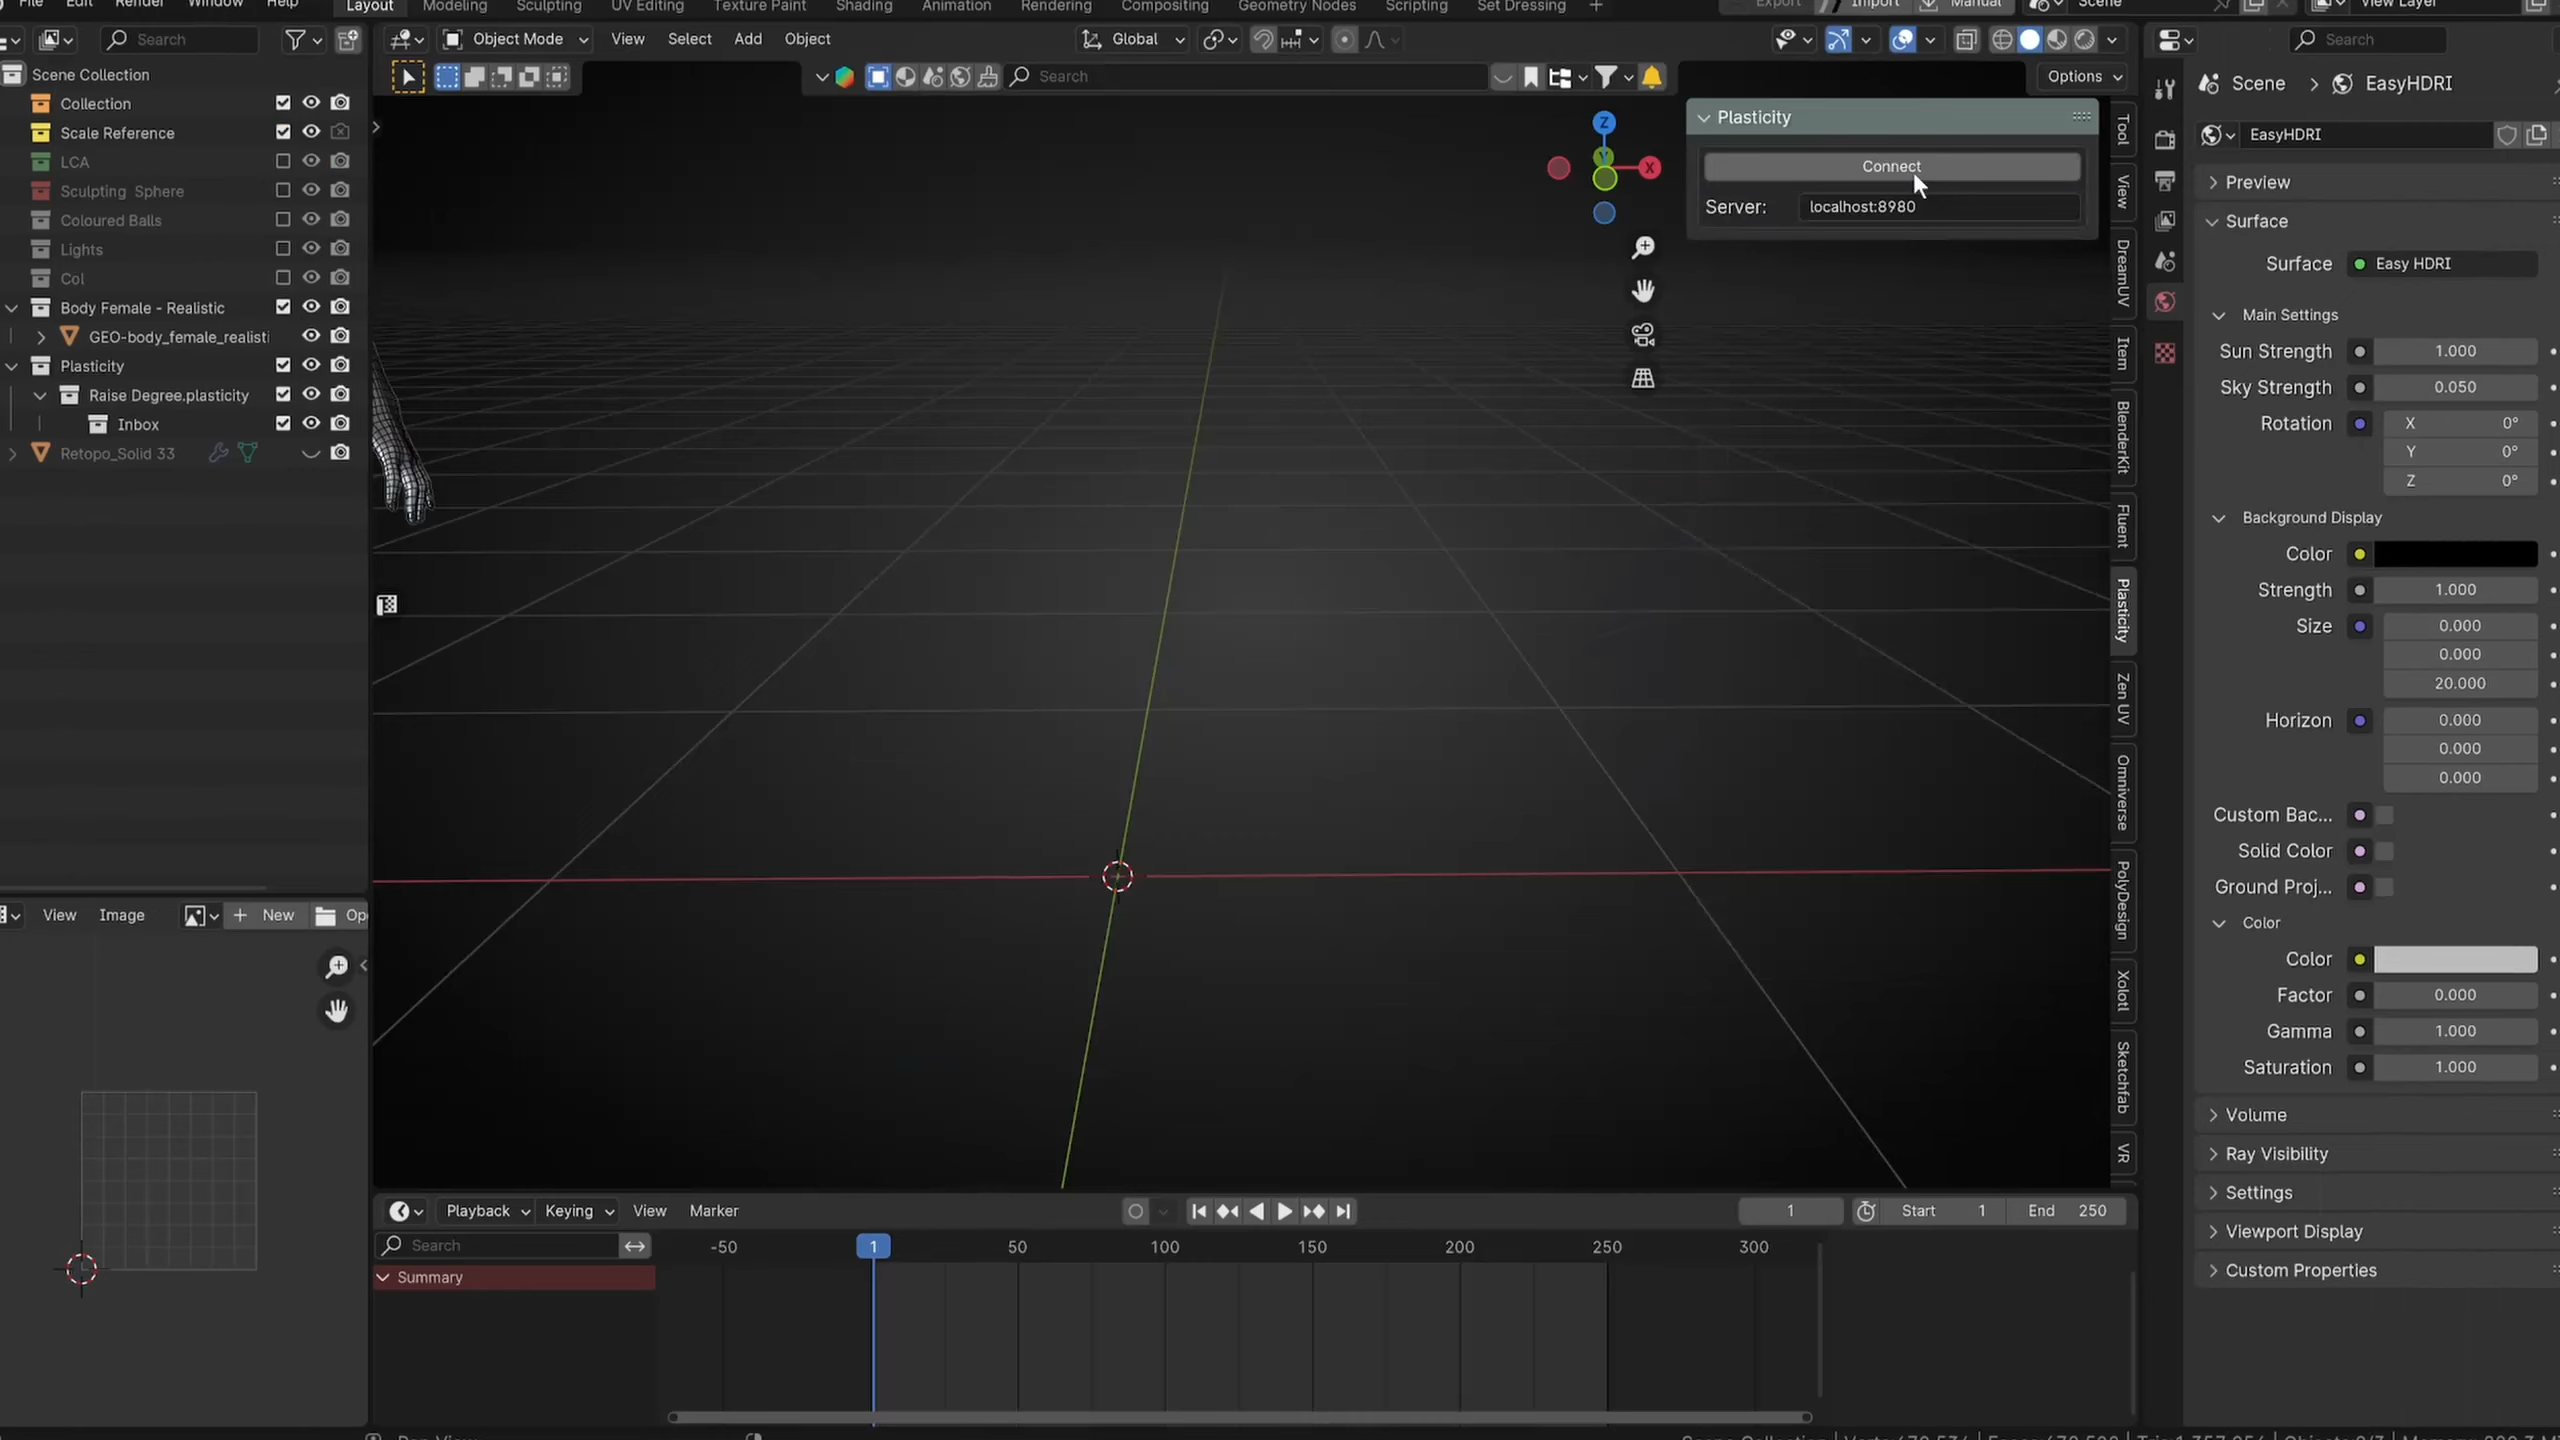 File Edit Render Window Help Layout Modeling Sculpting UV Editing Texture Paint Shading Animation Rendering Compositing Geometry Nodes Scripting Set Dressing + Export Import Manual Scene View Layer
Search Object Mode View Select Add Object Global Search
Search Options
Scene Collection
Collection
Scale Reference
LCA
Sculpting Sphere
Coloured Balls
Lights
Col
Body Female - Realistic
GEO-body_female_realisti
Plasticity
Raise Degree.plasticity
Inbox
Retopo_Solid 33
View Image New Op
Z
Y
X
Plasticity
Connect
Server: localhost:8980
Tool
View
DreamUV
Item
BlenderKit
Fluent
Plasticity
Zen UV
Omniverse
PolyDesign
Xolotl
Sketchfab
VR
Scene > EasyHDRI
EasyHDRI
Preview
Surface
Surface Easy HDRI
Main Settings
Sun Strength 1.000
Sky Strength 0.050
Rotation X 0°
Y 0°
Z 0°
Background Display
Color
Strength 1.000
Size 0.000
0.000
20.000
Horizon 0.000
0.000
0.000
Custom Bac...
Solid Color
Ground Proj...
Color
Color
Factor 0.000
Gamma 1.000
Saturation 1.000
Volume
Ray Visibility
Settings
Viewport Display
Custom Properties
Playback Keying View Marker 1 Start 1 End 250
Search -50 1 50 100 150 200 250 300
Summary
Pan View